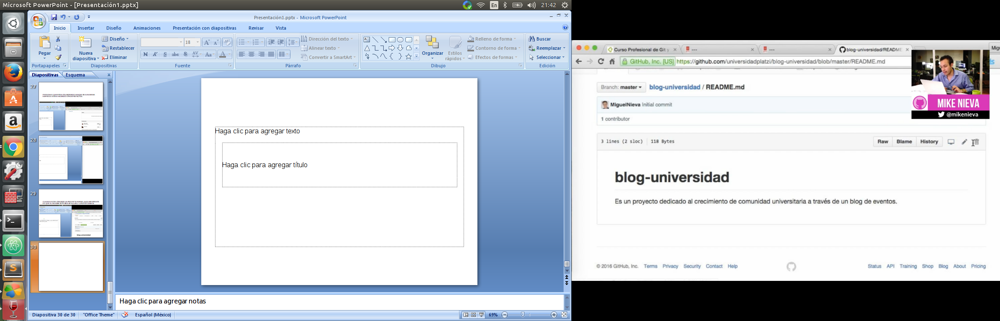 Microsoft PowerPoint - [Presentación1.pptx]
En
21:42
Presentación1.pptx - Microsoft PowerPoint
Inicio
Insertar
Diseño
Animaciones
Presentación con diapositivas
Revisar
Vista
Pegar
Portapapeles
Nueva
diapositiva
Diseño
Restablecer
Eliminar
Diapositivas
18
N K S abc S AV Aa A
Fuente
Dirección del texto
Alinear texto
Convertir a SmartArt
Párrafo
Organizar
Estilos
rápidos
Relleno de forma
Contorno de forma
Efectos de formas
Dibujo
Buscar
Reemplazar
Seleccionar
Edición
Diapositivas
Esquema
27
28
29
30
blog-universidad
Haga clic para agregar texto
Haga clic para agregar título
Haga clic para agregar notas
Diapositiva 30 de 30
"Office Theme"
Español (México)
69%
Curso Profesional de Git y
---
---
blog-universidad/README
GitHub, Inc. [US]
https://github.com/universidadplatzi/blog-universidad/blob/master/README.md
MIKE NIEVA
@mikenieva
Branch: master
blog-universidad / README.md
MiguelNieva Initial commit
1 contributor
3 lines (2 sloc)
118 Bytes
Raw
Blame
History
blog-universidad
Es un proyecto dedicado al crecimiento de comunidad universitaria a través de un blog de eventos.
© 2016 GitHub, Inc.
Terms
Privacy
Security
Contact
Help
Status
API
Training
Shop
Blog
About
Pricing